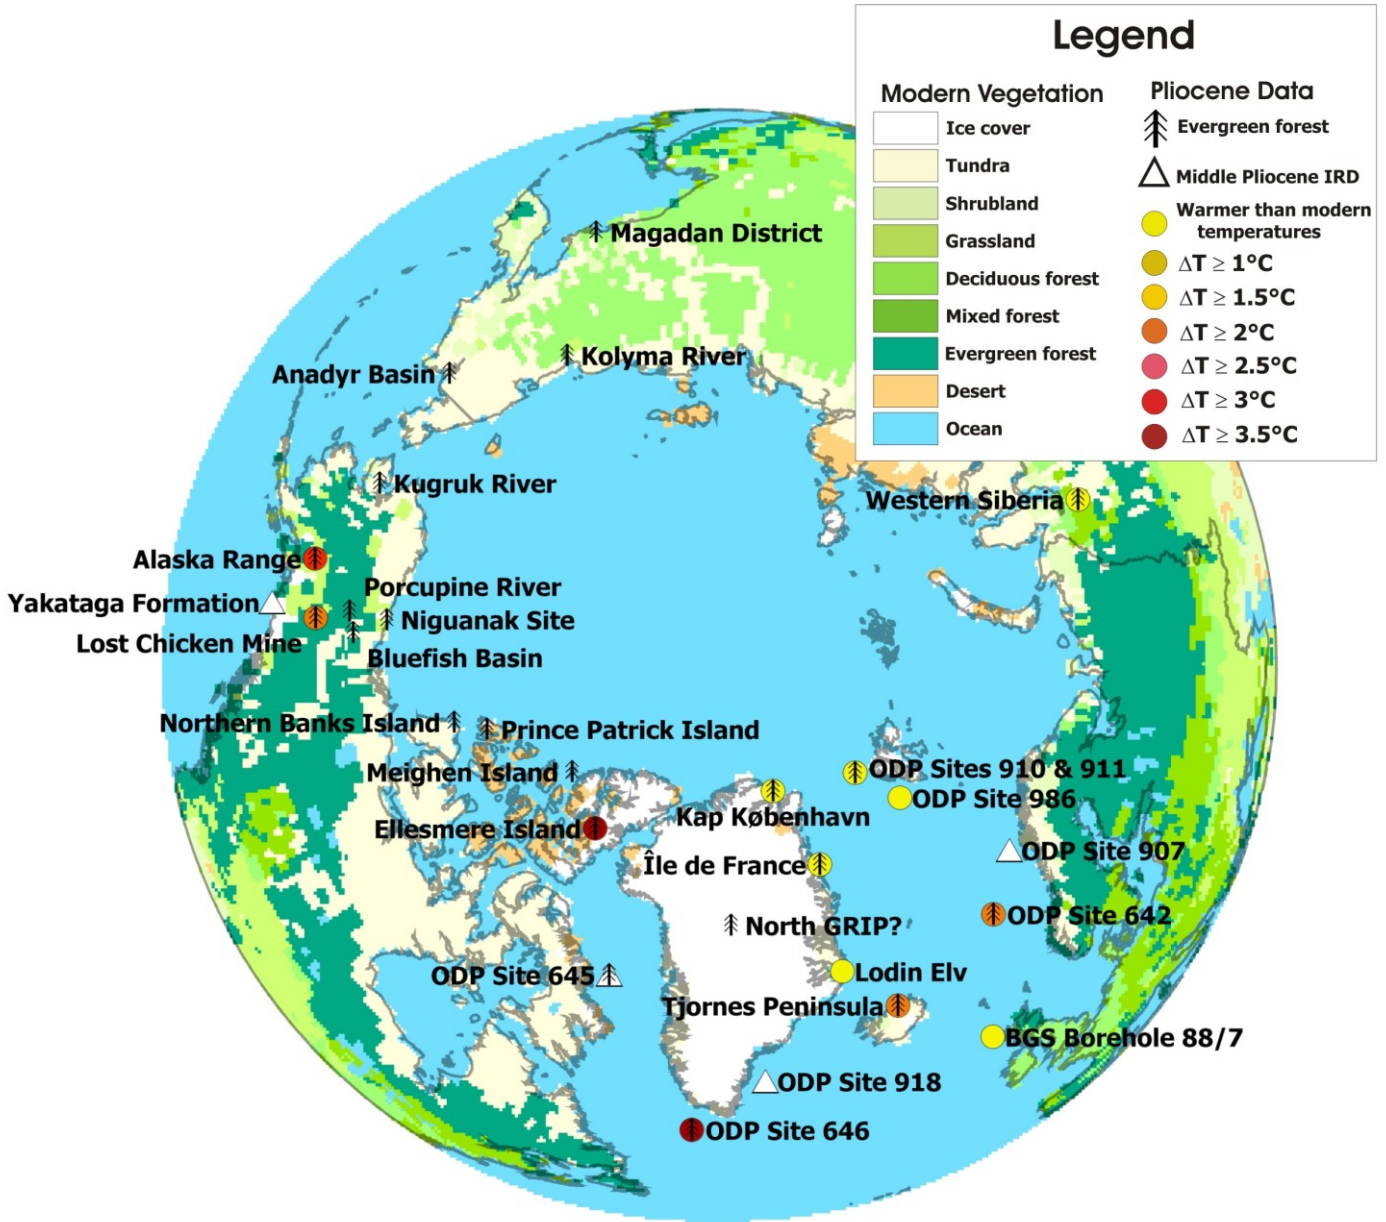 Legend
Modern Vegetation
Ice cover
Tundra
Shrubland
Grassland
Deciduous forest
Mixed forest
Evergreen forest
Desert
Ocean
Pliocene Data
Evergreen forest
Middle Pliocene IRD
Warmer than modern
temperatures
ΔT ≥ 1°C
ΔT ≥ 1.5°C
ΔT ≥ 2°C
ΔT ≥ 2.5°C
ΔT ≥ 3°C
ΔT ≥ 3.5°C
Magadan District
Kolyma River
Anadyr Basin
Kugruk River
Western Siberia
Alaska Range
Porcupine River
Yakataga Formation
Niguanak Site
Lost Chicken Mine
Bluefish Basin
Northern Banks Island
Prince Patrick Island
Meighen Island
ODP Sites 910 & 911
ODP Site 986
Kap København
Ellesmere Island
ODP Site 907
Île de France
ODP Site 642
North GRIP?
ODP Site 645
Lodin Elv
Tjornes Peninsula
BGS Borehole 88/7
ODP Site 918
ODP Site 646